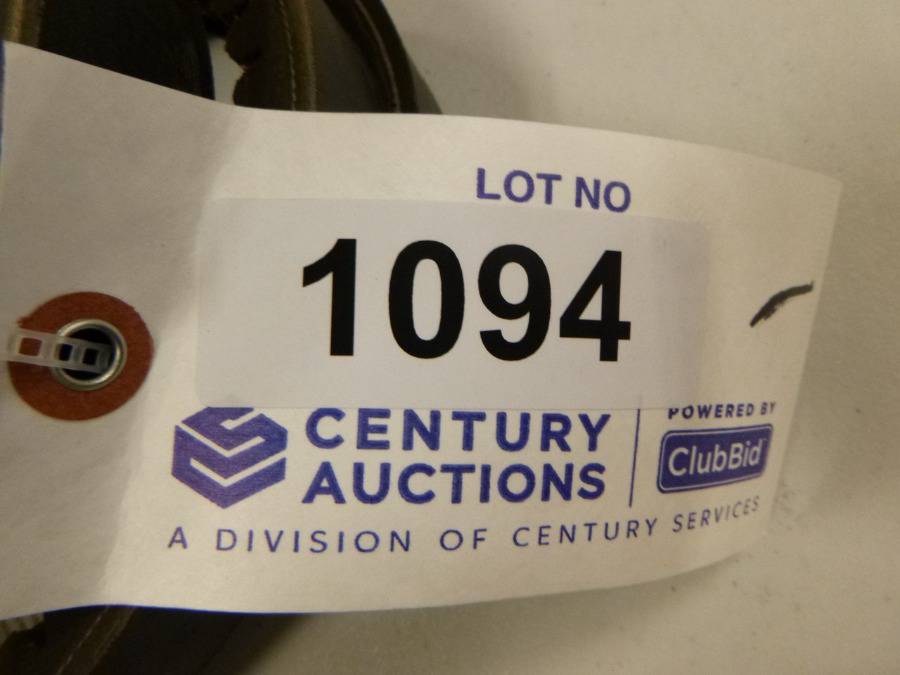 LOT NO
1094
CENTURY
AUCTIONS
POWERED BY
ClubBid
A DIVISION OF CENTURY SERVICES